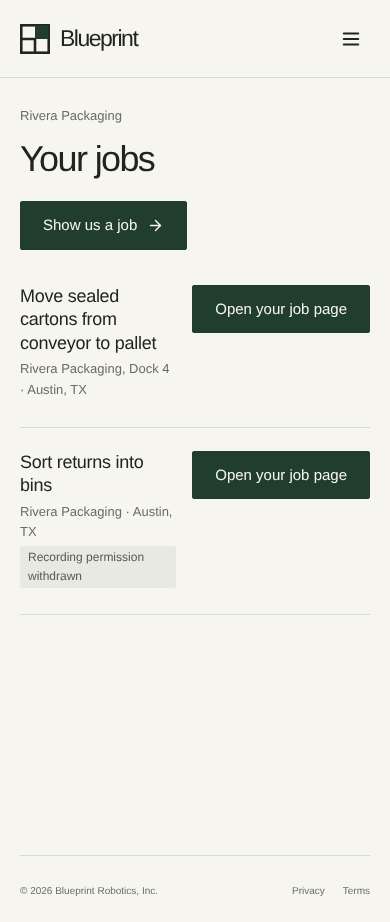 Blueprint
Rivera Packaging
Your jobs
Show us a job
Move sealed
cartons from
conveyor to pallet
Rivera Packaging, Dock 4
· Austin, TX
Open your job page
Sort returns into
bins
Rivera Packaging · Austin,
TX
Recording permission
withdrawn
Open your job page
© 2026 Blueprint Robotics, Inc.
Privacy
Terms